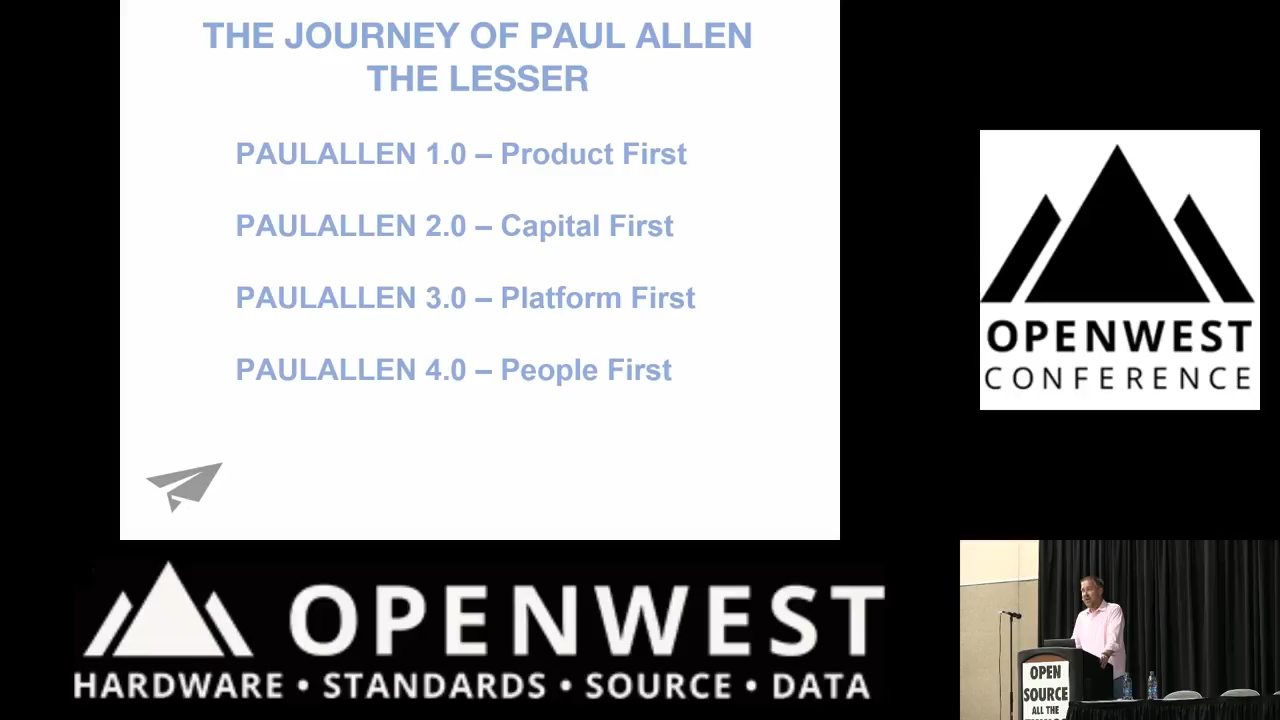 THE JOURNEY OF PAUL ALLEN
THE LESSER
PAULALLEN 1.0 – Product First
PAULALLEN 2.0 – Capital First
PAULALLEN 3.0 – Platform First
PAULALLEN 4.0 – People First
OPENWEST
CONFERENCE
OPENWEST
HARDWARE • STANDARDS • SOURCE • DATA
OPEN
SOURCE
ALL THE